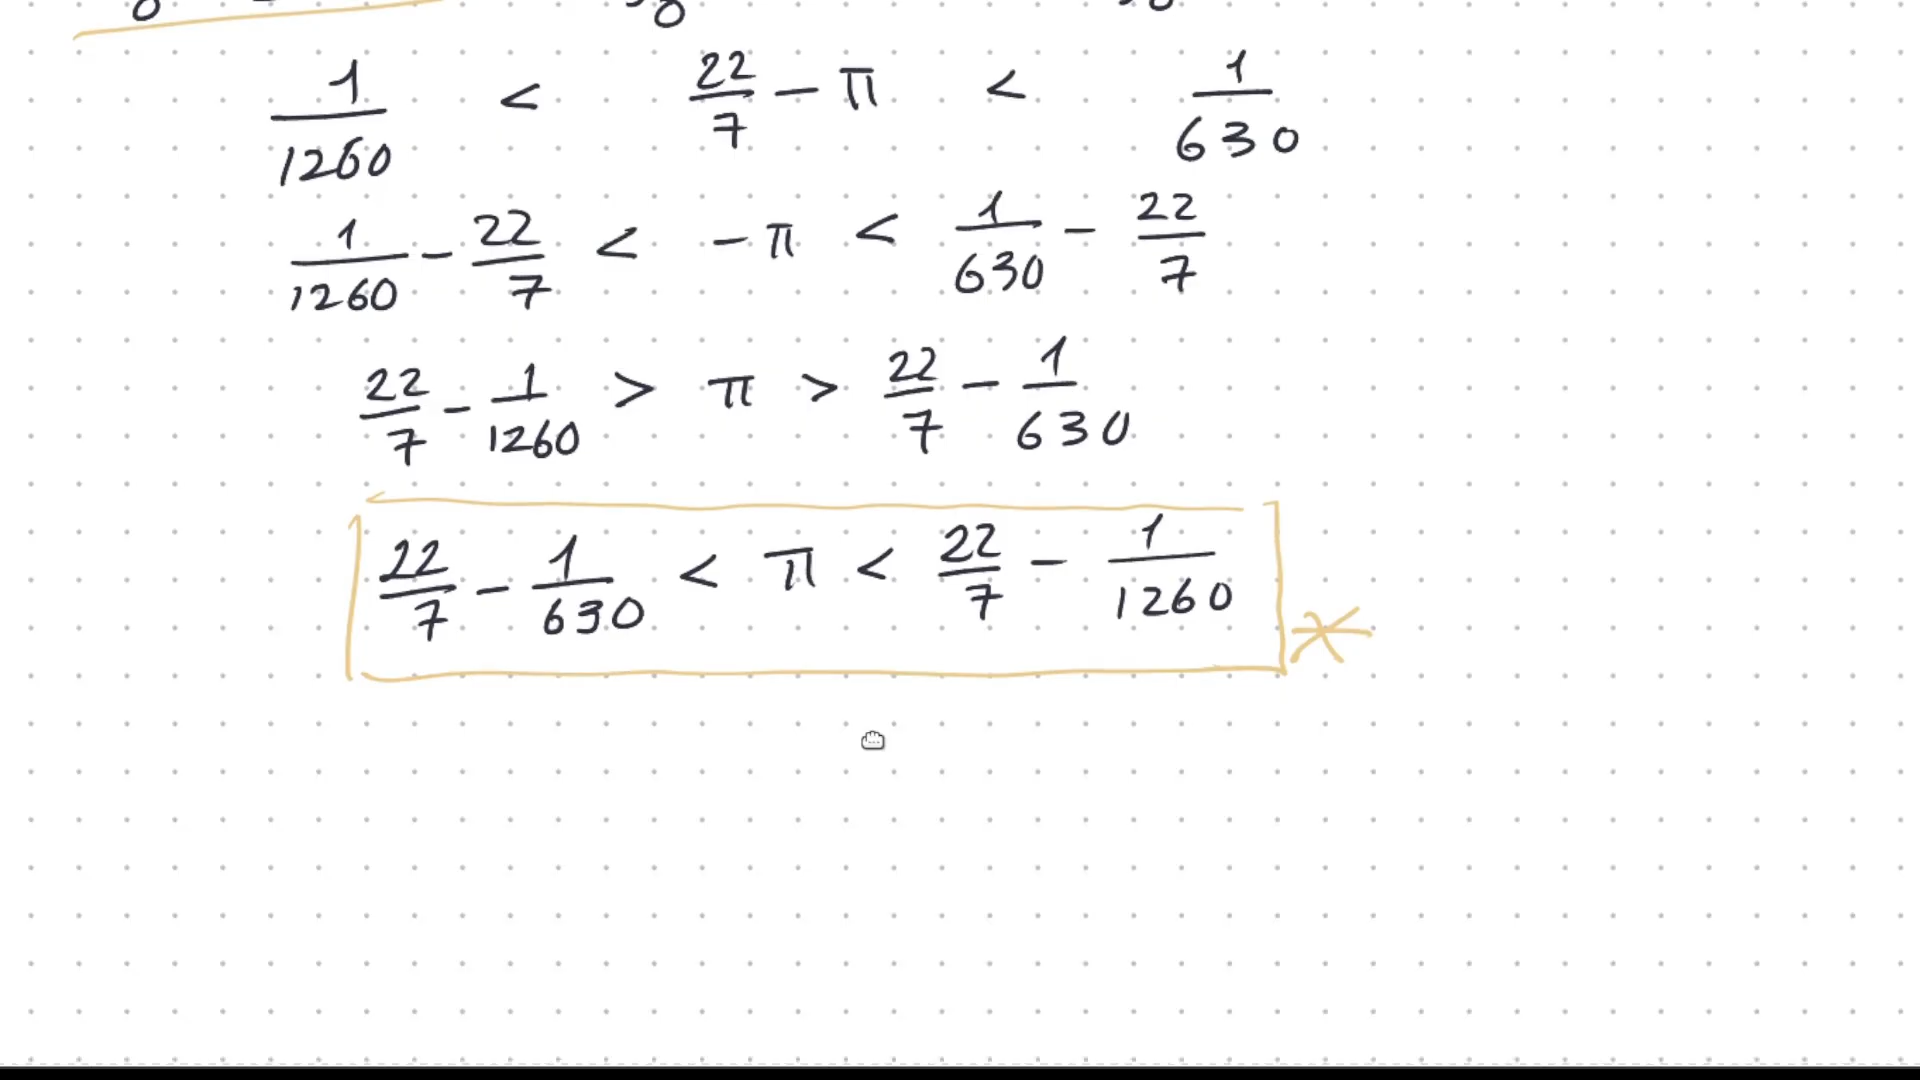 1/1260 < 22/7 - π < 1/630
1/1260 - 22/7 < -π < 1/630 - 22/7
22/7 - 1/1260 > π > 22/7 - 1/630
22/7 - 1/630 < π < 22/7 - 1/1260 *